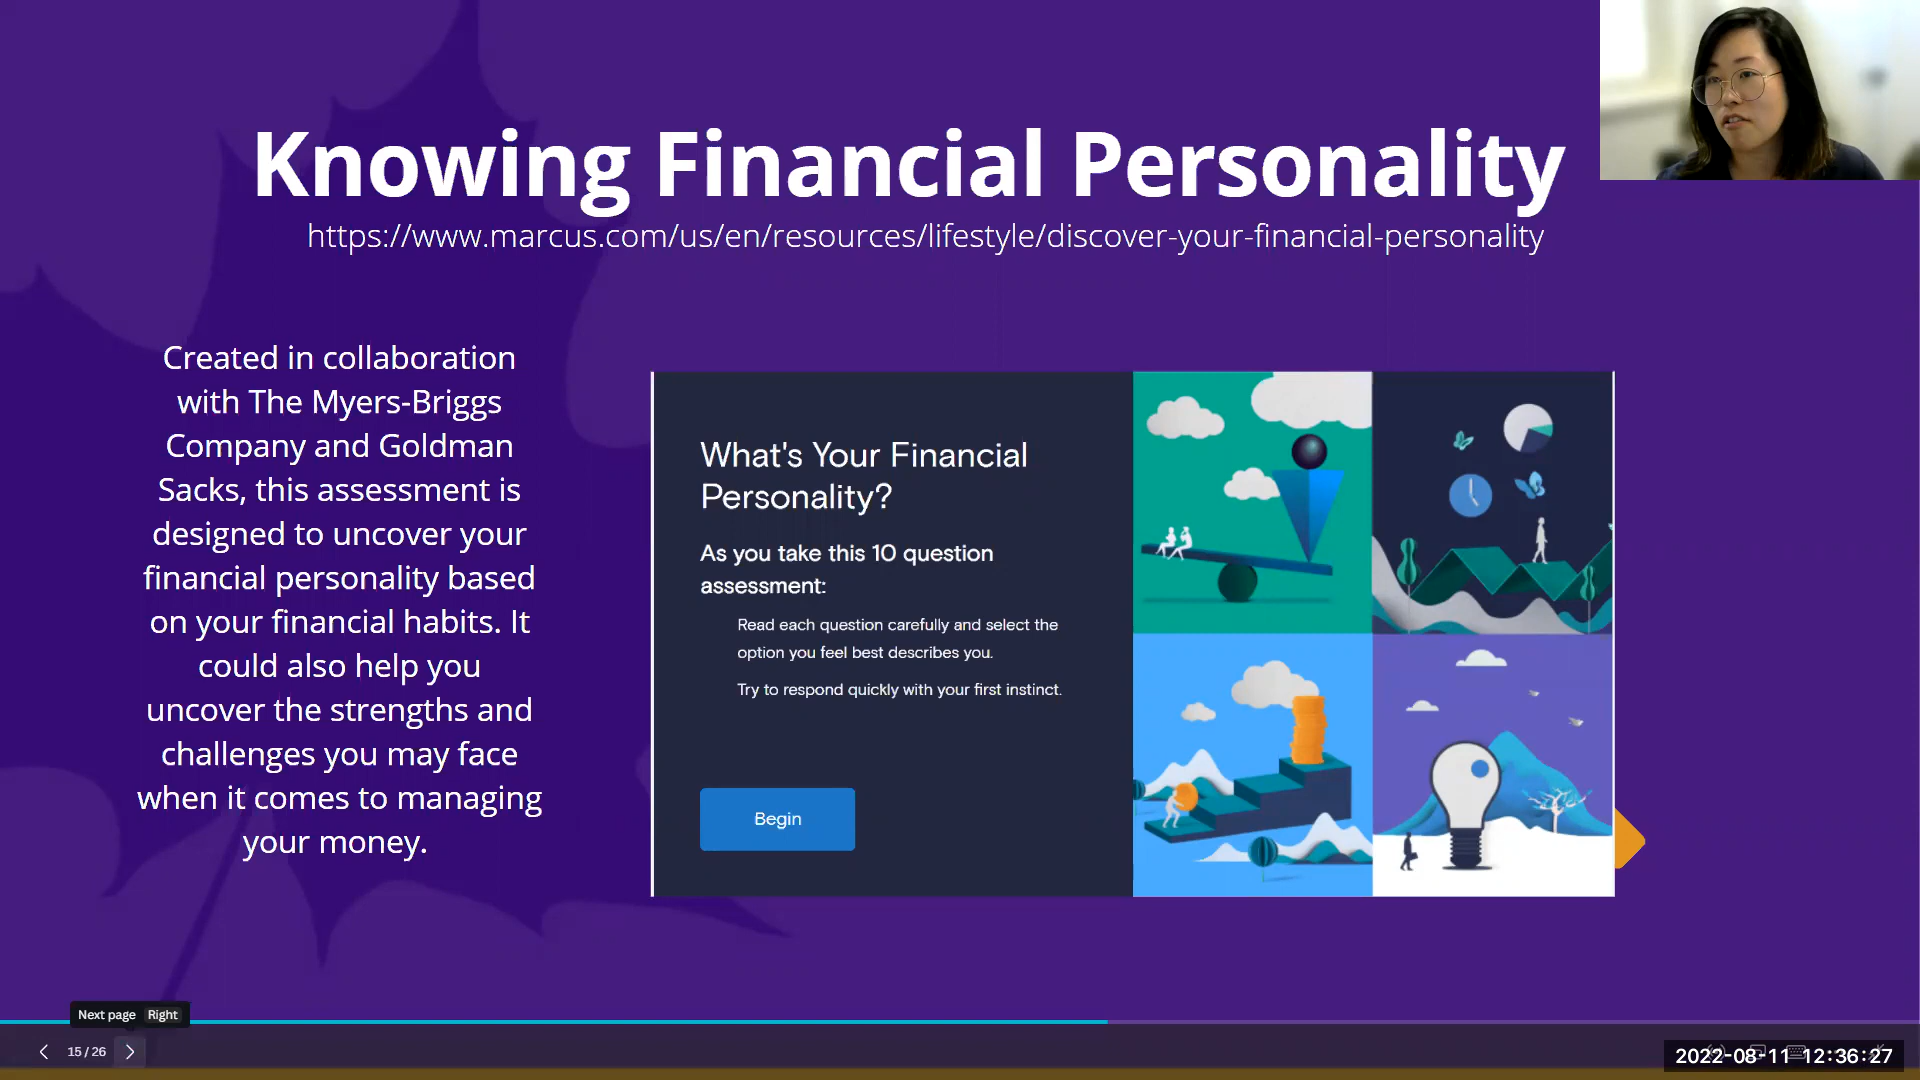 Knowing Financial Personality
https://www.marcus.com/us/en/resources/lifestyle/discover-your-financial-personality
Created in collaboration
with The Myers-Briggs
Company and Goldman
Sacks, this assessment is
designed to uncover your
financial personality based
on your financial habits. It
could also help you
uncover the strengths and
challenges you may face
when it comes to managing
your money.
What's Your Financial
Personality?
As you take this 10 question
assessment:
Read each question carefully and select the
option you feel best describes you.
Try to respond quickly with your first instinct.
Begin
Next page Right
15 / 26
2022-08-11 12:36:27